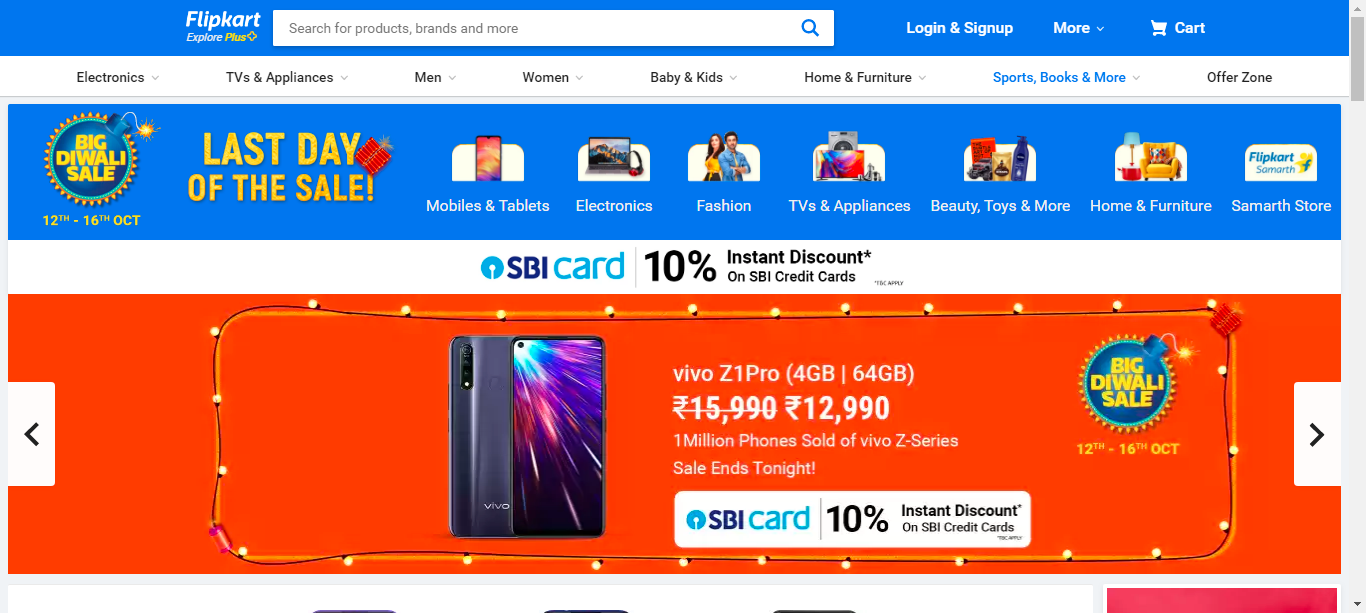 Flipkart
Explore Plus
Search for products, brands and more
Login & Signup
More
Cart
Electronics
TVs & Appliances
Men
Women
Baby & Kids
Home & Furniture
Sports, Books & More
Offer Zone
BIG
DIWALI
SALE
12TH - 16TH OCT
LAST DAY
OF THE SALE!
Mobiles & Tablets
Electronics
Fashion
TVs & Appliances
Beauty, Toys & More
Home & Furniture
Flipkart
Samarth
Samarth Store
SBI card
10%
Instant Discount*
On SBI Credit Cards
*T&C APPLY
vivo
vivo Z1Pro (4GB | 64GB)
₹15,990 ₹12,990
1Million Phones Sold of vivo Z-Series
Sale Ends Tonight!
SBI card
10%
Instant Discount*
On SBI Credit Cards
*T&C APPLY
BIG
DIWALI
SALE
12TH - 16TH OCT